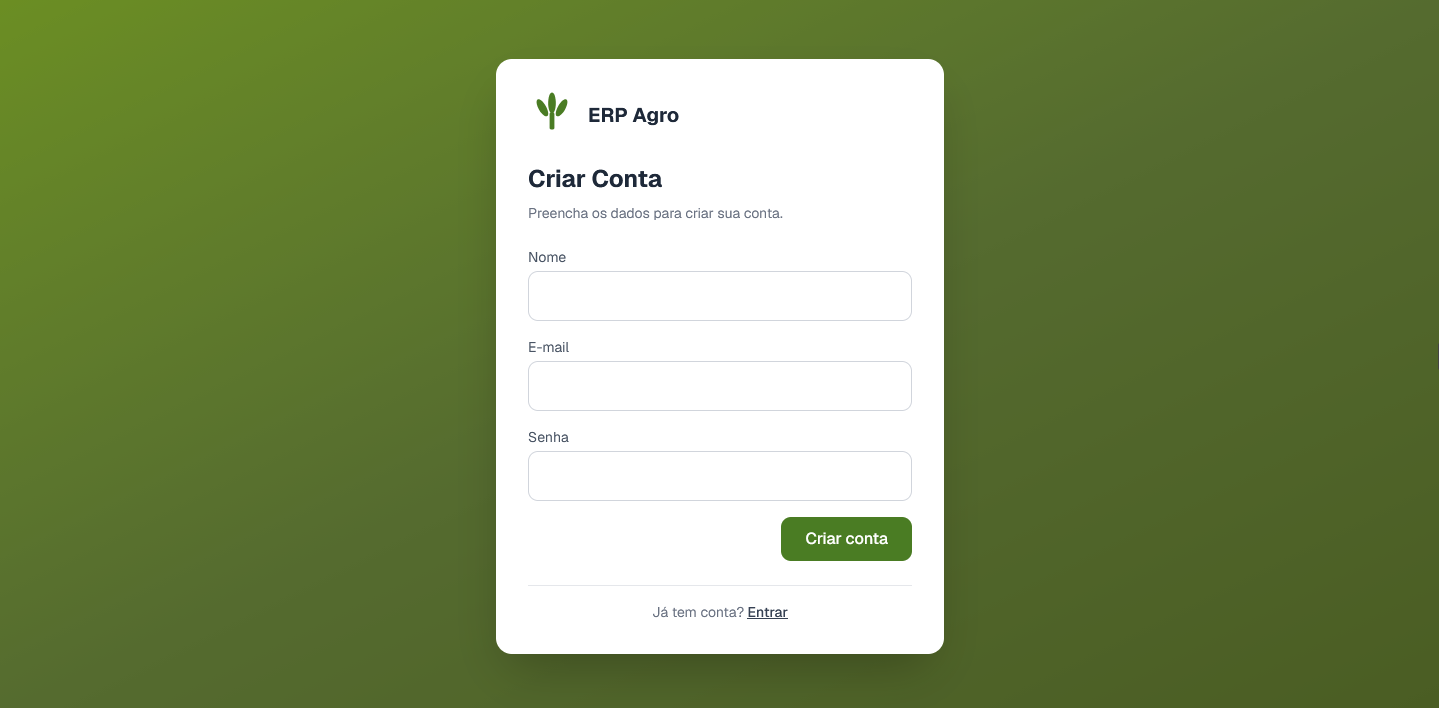 ERP Agro
Criar Conta
Preencha os dados para criar sua conta.
Nome
E-mail
Senha
Criar conta
Já tem conta? Entrar